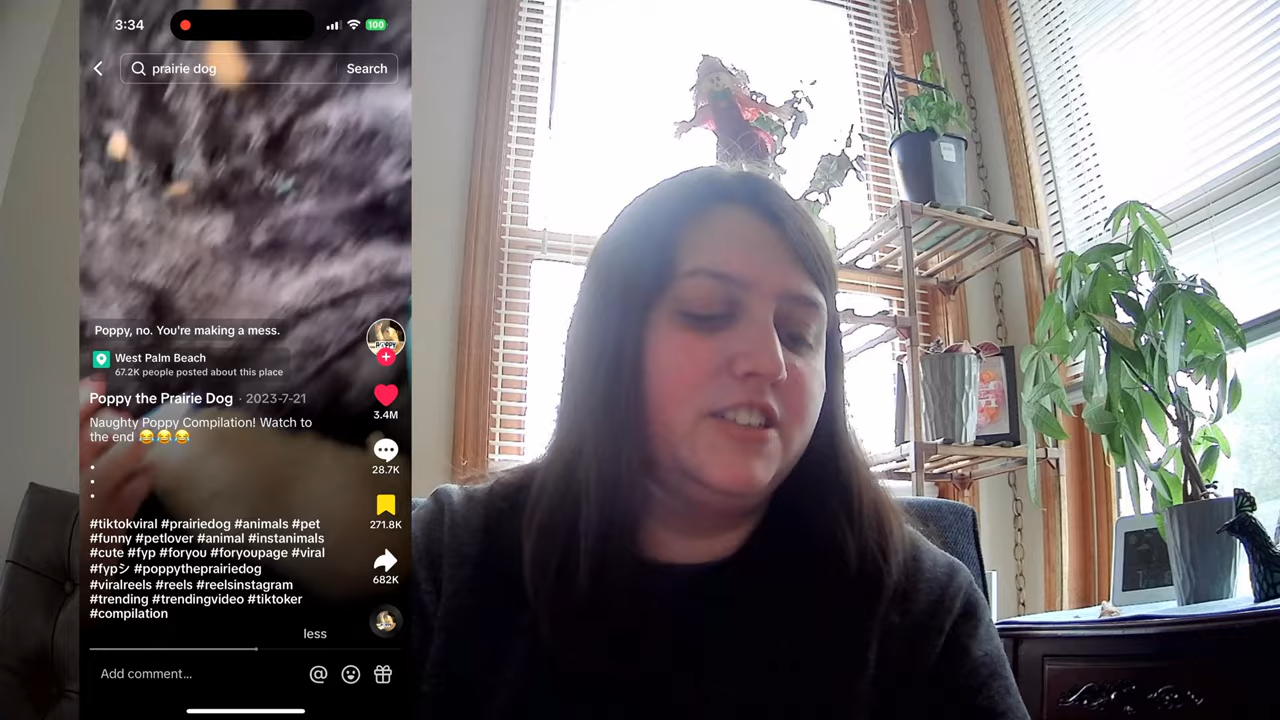 3:34
100
prairie dog
Search
Poppy, no. You're making a mess.
POPPY
West Palm Beach
67.2K people posted about this place
Poppy the Prairie Dog · 2023-7-21
3.4M
Naughty Poppy Compilation! Watch to
the end 😂😂😂
28.7K
.
.
.
271.8K
#tiktokviral #prairiedog #animals #pet
#funny #petlover #animal #instanimals
#cute #fyp #foryou #foryoupage #viral
#fypシ #poppytheprairiedog
682K
#viralreels #reels #reelsinstagram
#trending #trendingvideo #tiktoker
#compilation
less
Add comment...
@